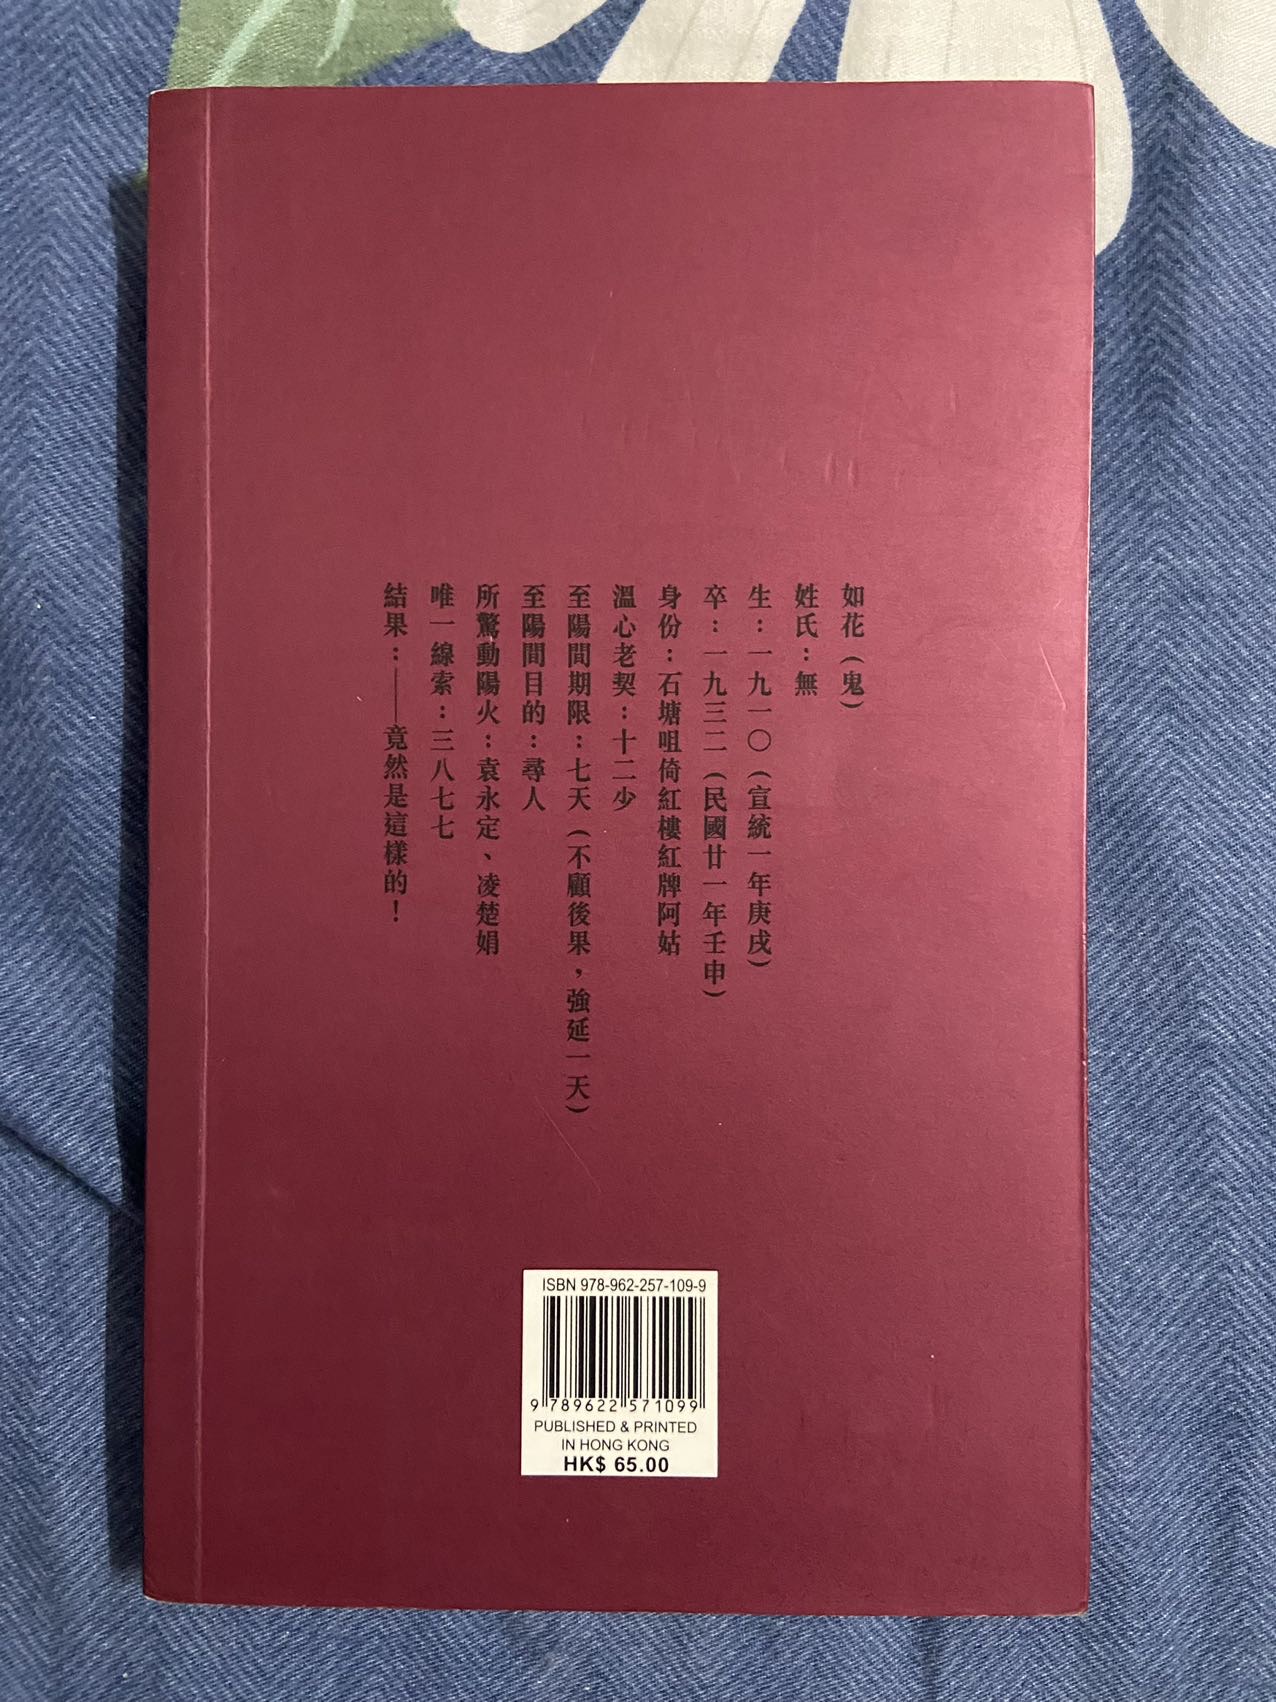 如花（鬼）
姓氏：無
生：一九一〇（宣統一年庚戌）
卒：一九三二（民國廿一年壬申）
身份：石塘咀倚紅樓紅牌阿姑
溫心老契：十二少
至陽間期限：七天（不顧後果，強延一天）
至陽間目的：尋人
所驚動陽火：袁永定、凌楚娟
唯一線索：三八七七
結果：——竟然是這樣的！
ISBN 978-962-257-109-9
9 789622 571099
PUBLISHED & PRINTED
IN HONG KONG
HK$ 65.00